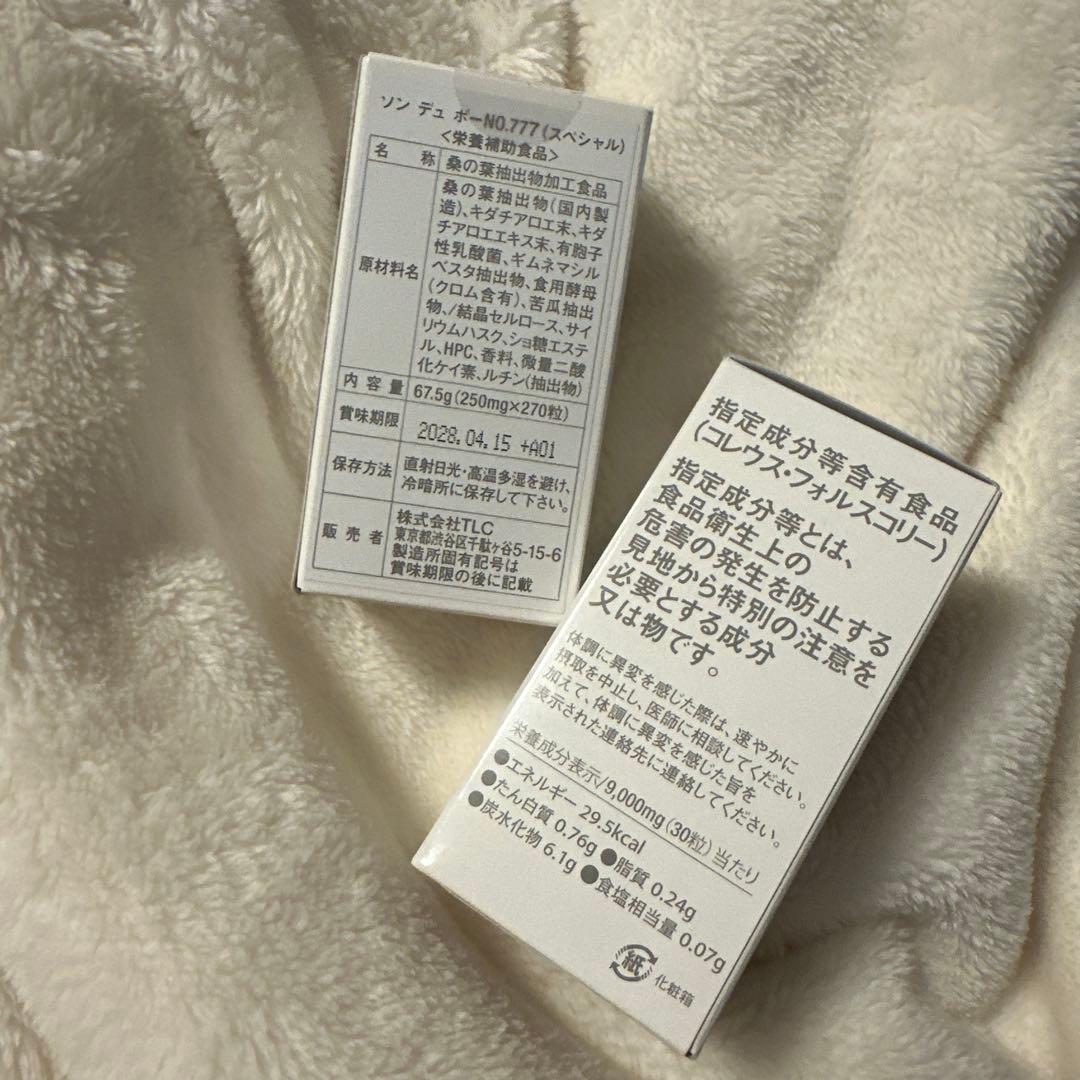 ソン デュ ポーNO.777(スペシャル)
<栄養補助食品>
名 称 桑の葉抽出物加工食品
原材料名
桑の葉抽出物(国内製
造)、キダチアロエ末、キダ
チアロエエキス末、有胞子
性乳酸菌、ギムネマシル
ベスタ抽出物、食用酵母
(クロム含有)、苦瓜抽出
物、/結晶セルロース、サイ
リウムハスク、ショ糖エステ
ル、HPC、香料、微量二酸
化ケイ素、ルチン(抽出物)
内容量 67.5g(250mg×270粒)
賞味期限 2028.04.15 +A01
保存方法 直射日光・高温多湿を避け、
冷暗所に保存して下さい。
販売者 株式会社TLC
東京都渋谷区千駄ヶ谷5-15-6
製造所固有記号は
賞味期限の後に記載
指定成分等含有食品
(コレウス・フォルスコリー)
指定成分等とは、
食品衛生上の
危害の発生を防止する
見地から特別の注意を
必要とする成分
又は物です。
体調に異変を感じた際は、速やかに
摂取を中止し、医師に相談してください。
加えて、体調に異変を感じた旨を
表示された連絡先に連絡してください。
栄養成分表示/9,000mg(30粒)当たり
●エネルギー 29.5kcal
●たん白質 0.76g ●脂質 0.24g
●炭水化物 6.1g ●食塩相当量 0.07g
紙 化粧箱